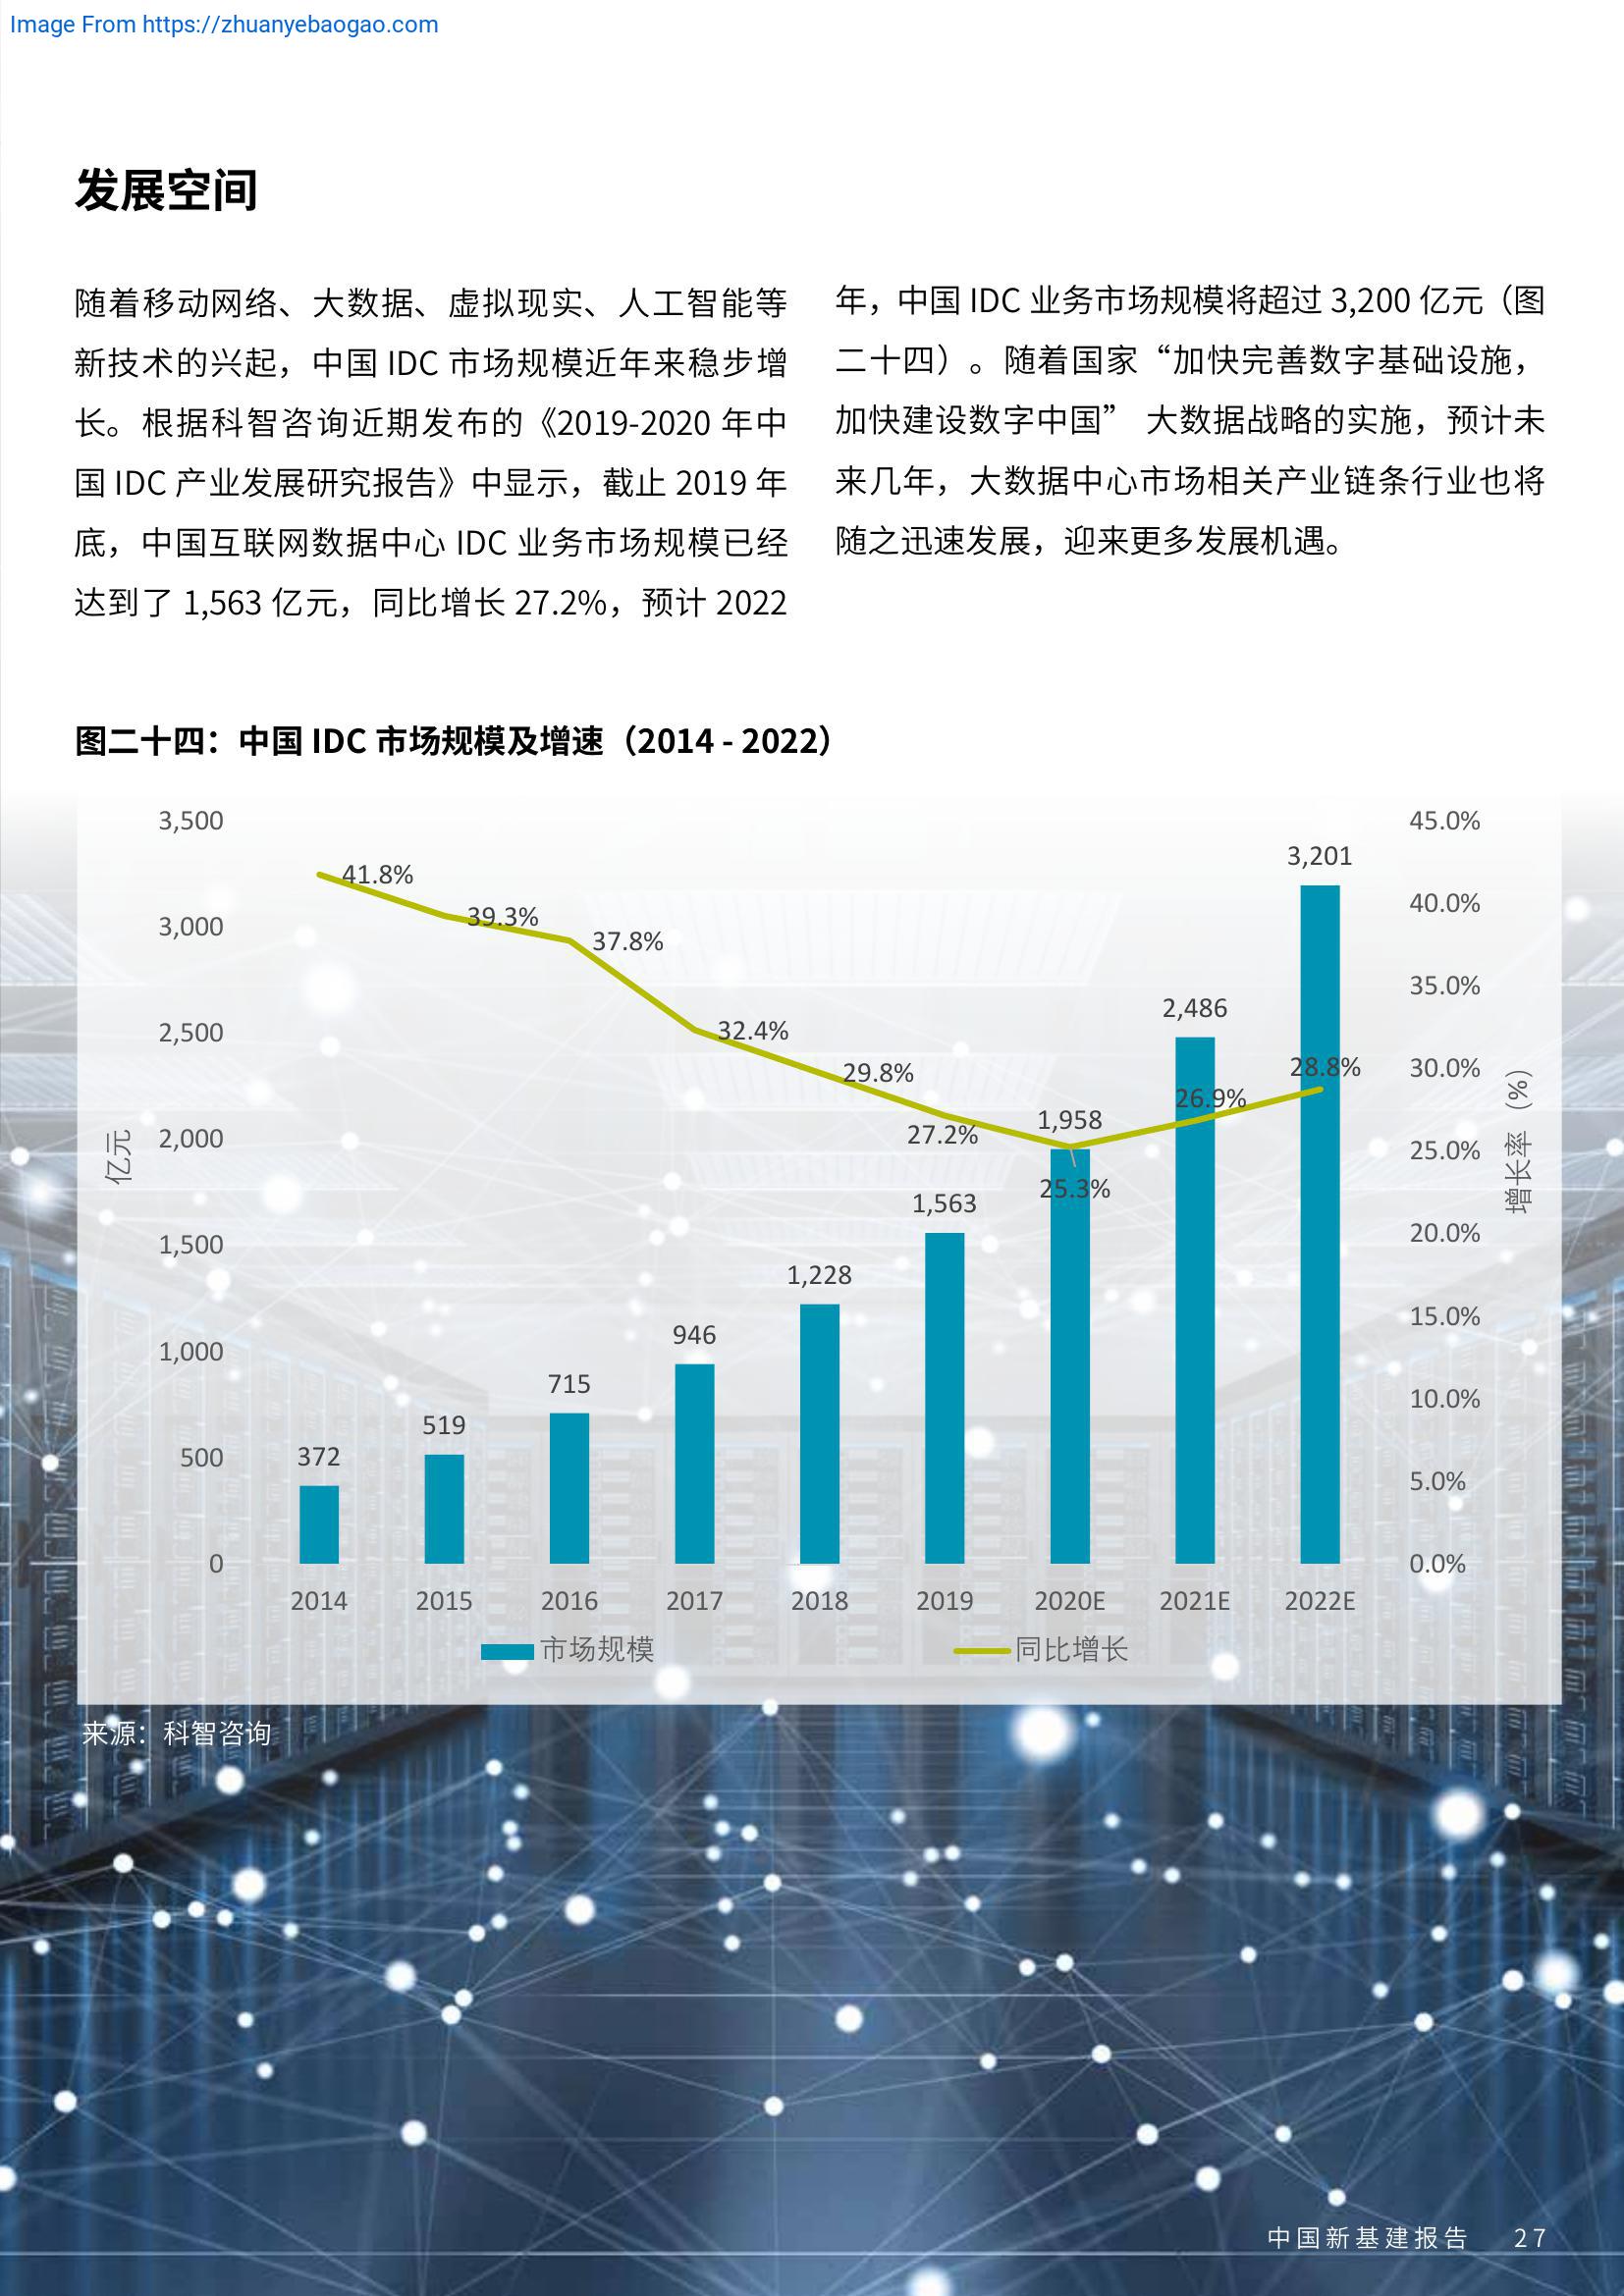 Image From https://zhuanyebaogao.com
发展空间
随着移动网络、大数据、虚拟现实、人工智能等
新技术的兴起，中国 IDC 市场规模近年来稳步增
长。根据科智咨询近期发布的《2019-2020 年中
国 IDC 产业发展研究报告》中显示，截止 2019 年
底，中国互联网数据中心 IDC 业务市场规模已经
达到了 1,563 亿元，同比增长 27.2%，预计 2022
年，中国 IDC 业务市场规模将超过 3,200 亿元（图
二十四）。随着国家“加快完善数字基础设施，
加快建设数字中国” 大数据战略的实施，预计未
来几年，大数据中心市场相关产业链条行业也将
随之迅速发展，迎来更多发展机遇。
图二十四：中国 IDC 市场规模及增速（2014 - 2022）
亿元
3,500
3,000
2,500
2,000
1,500
1,000
500
0
41.8%
39.3%
37.8%
32.4%
29.8%
27.2%
25.3%
26.9%
28.8%
372
519
715
946
1,228
1,563
1,958
2,486
3,201
45.0%
40.0%
35.0%
30.0%
25.0%
20.0%
15.0%
10.0%
5.0%
0.0%
增长率（%）
2014 2015 2016 2017 2018 2019 2020E 2021E 2022E
市场规模 同比增长
来源：科智咨询
中国新基建报告 27